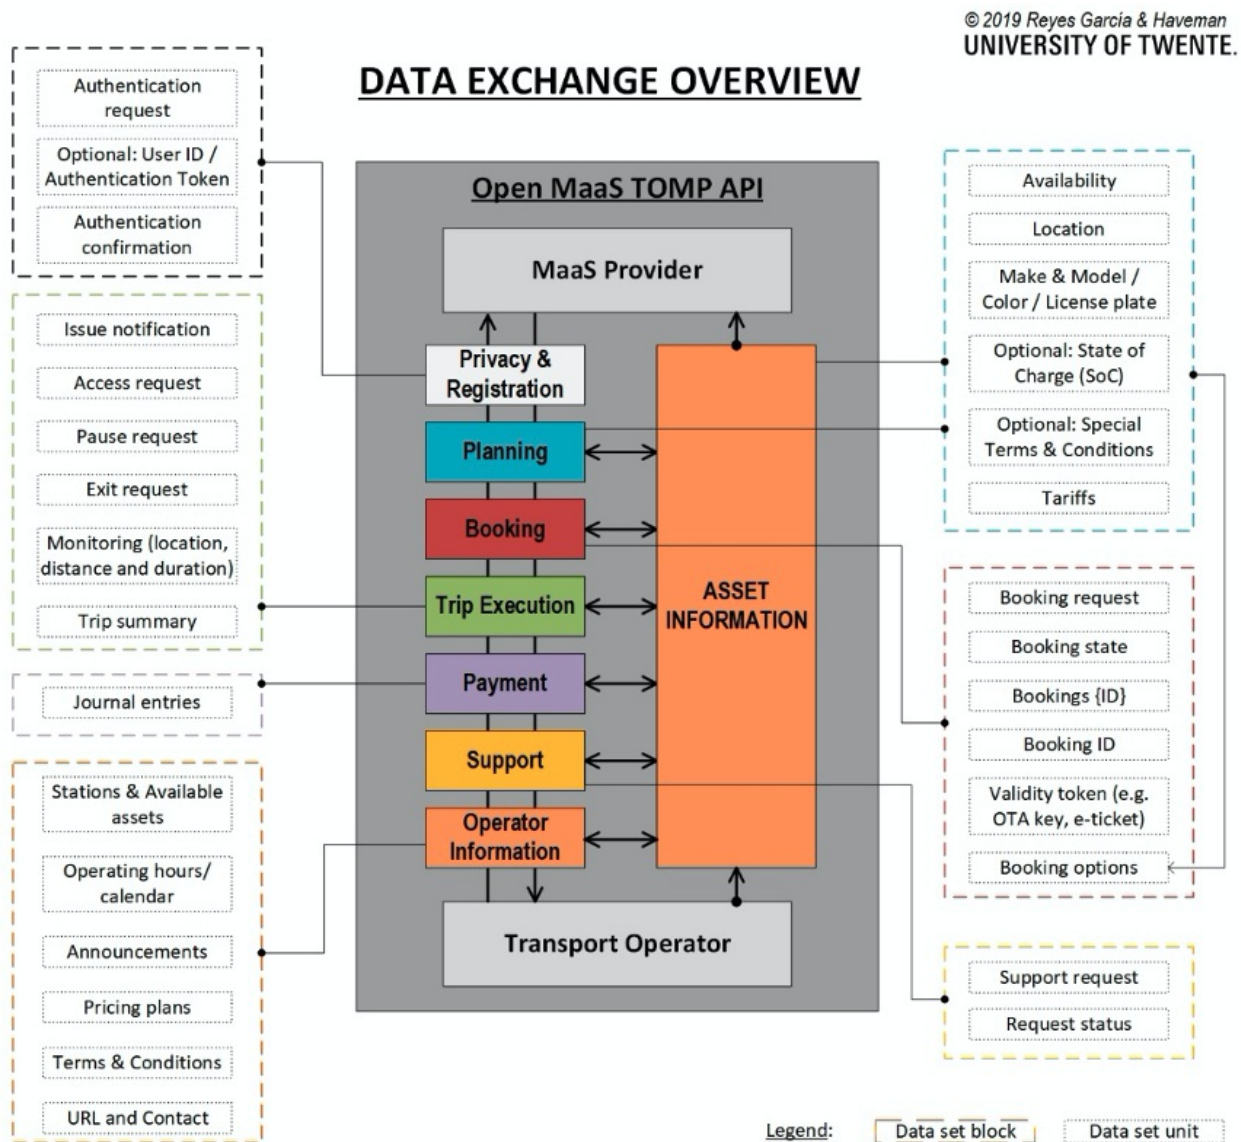 © 2019 Reyes García & Haveman
UNIVERSITY OF TWENTE.
DATA EXCHANGE OVERVIEW
Authentication
request
Optional: User ID /
Authentication Token
Authentication
confirmation
Issue notification
Access request
Pause request
Exit request
Monitoring (location,
distance and duration)
Trip summary
Journal entries
Stations & Available
assets
Operating hours/
calendar
Announcements
Pricing plans
Terms & Conditions
URL and Contact
Open MaaS TOMP API
MaaS Provider
Privacy &
Registration
Planning
Booking
Trip Execution
Payment
Support
Operator
Information
ASSET
INFORMATION
Transport Operator
Availability
Location
Make & Model /
Color / License plate
Optional: State of
Charge (SoC)
Optional: Special
Terms & Conditions
Tariffs
Booking request
Booking state
Bookings {ID}
Booking ID
Validity token (e.g.
OTA key, e-ticket)
Booking options
Support request
Request status
Legend:
Data set block
Data set unit